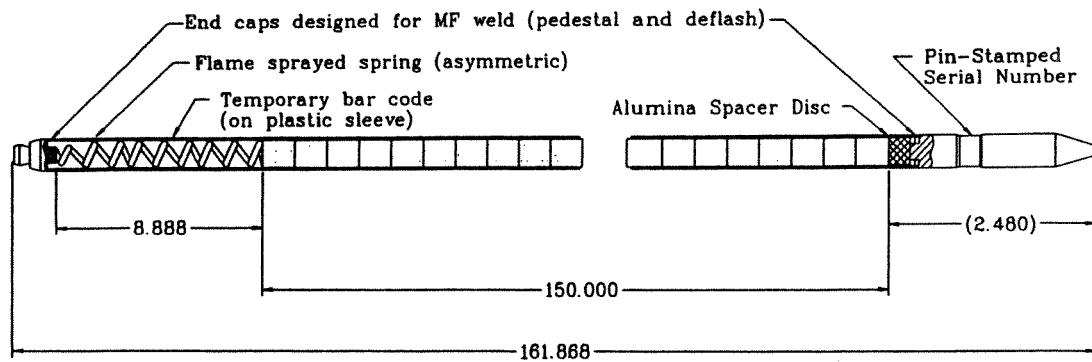 End caps designed for MF weld (pedestal and deflash)
Flame sprayed spring (asymmetric)
Pin-Stamped
Serial Number
Temporary bar code
(on plastic sleeve)
Alumina Spacer Disc
8.888
(2.480)
150.000
161.868